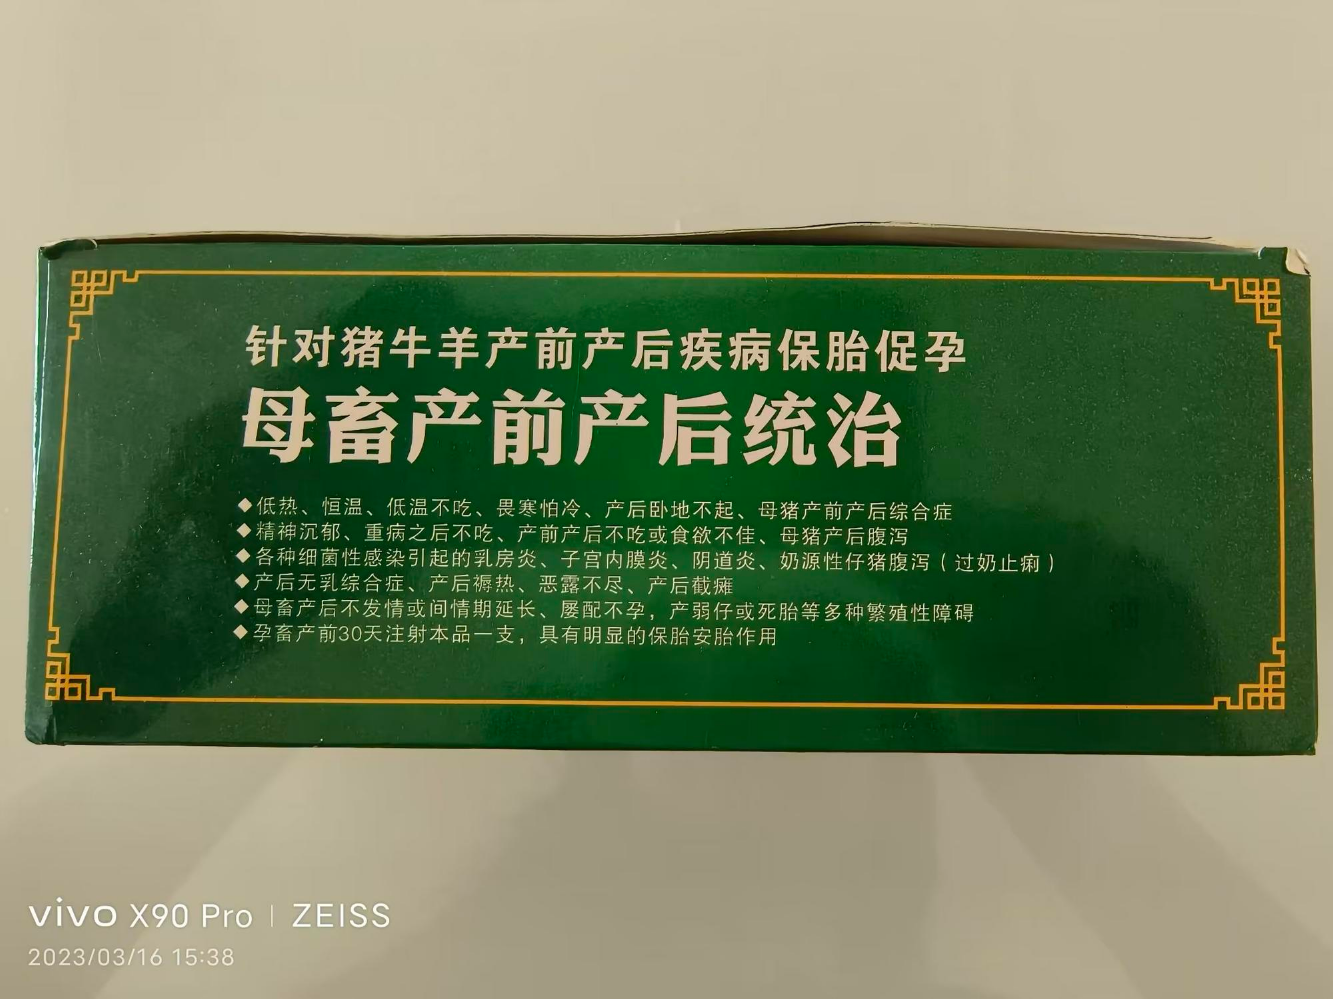 针对猪牛羊产前产后疾病保胎促孕
母畜产前产后统治
◆低热、恒温、低温不吃、畏寒怕冷、产后卧地不起、母猪产前产后综合症
◆精神沉郁、重病之后不吃、产前产后不吃或食欲不佳、母猪产后腹泻
◆各种细菌性感染引起的乳房炎、子宫内膜炎、阴道炎、奶源性仔猪腹泻（过奶止痢）
◆产后无乳综合症、产后褥热、恶露不尽、产后截瘫
◆母畜产后不发情或间情期延长、屡配不孕，产弱仔或死胎等多种繁殖性障碍
◆孕畜产前30天注射本品一支，具有明显的保胎安胎作用
vivo X90 Pro | ZEISS
2023/03/16 15:38